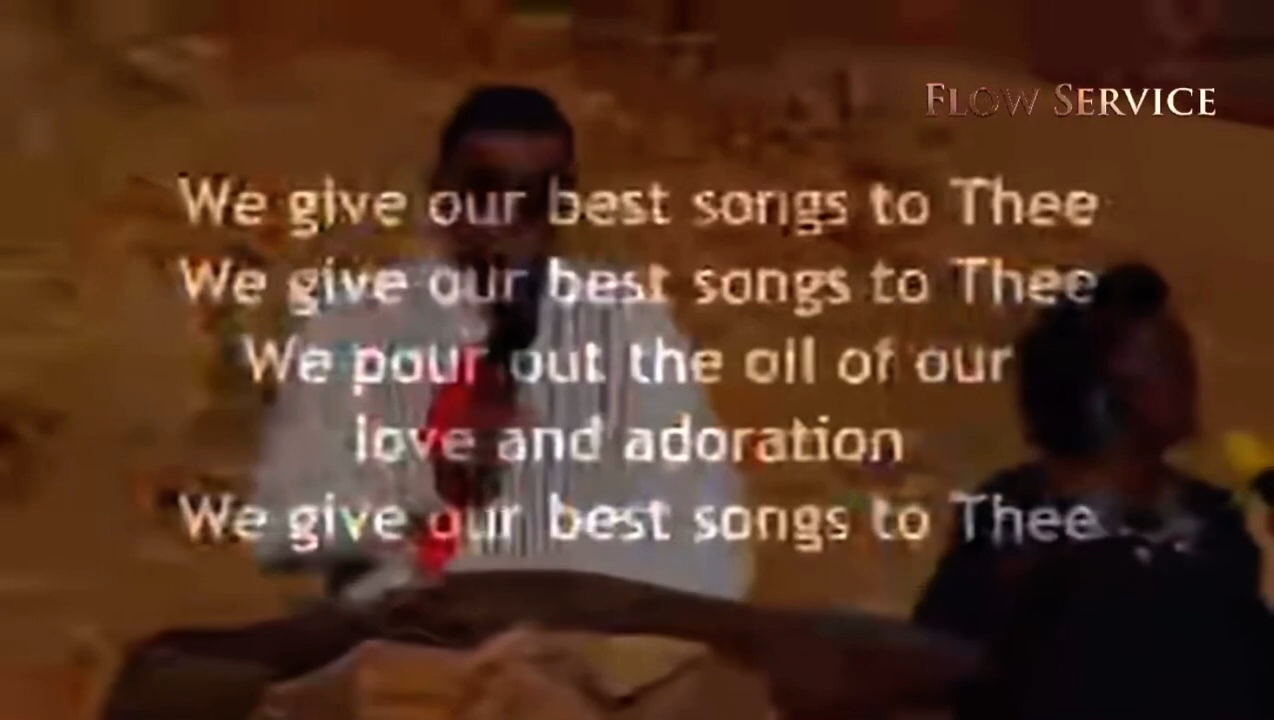 FLOW SERVICE
We give our best songs to Thee
We give our best songs to Thee
We pour out the oil of our
love and adoration
We give our best songs to Thee